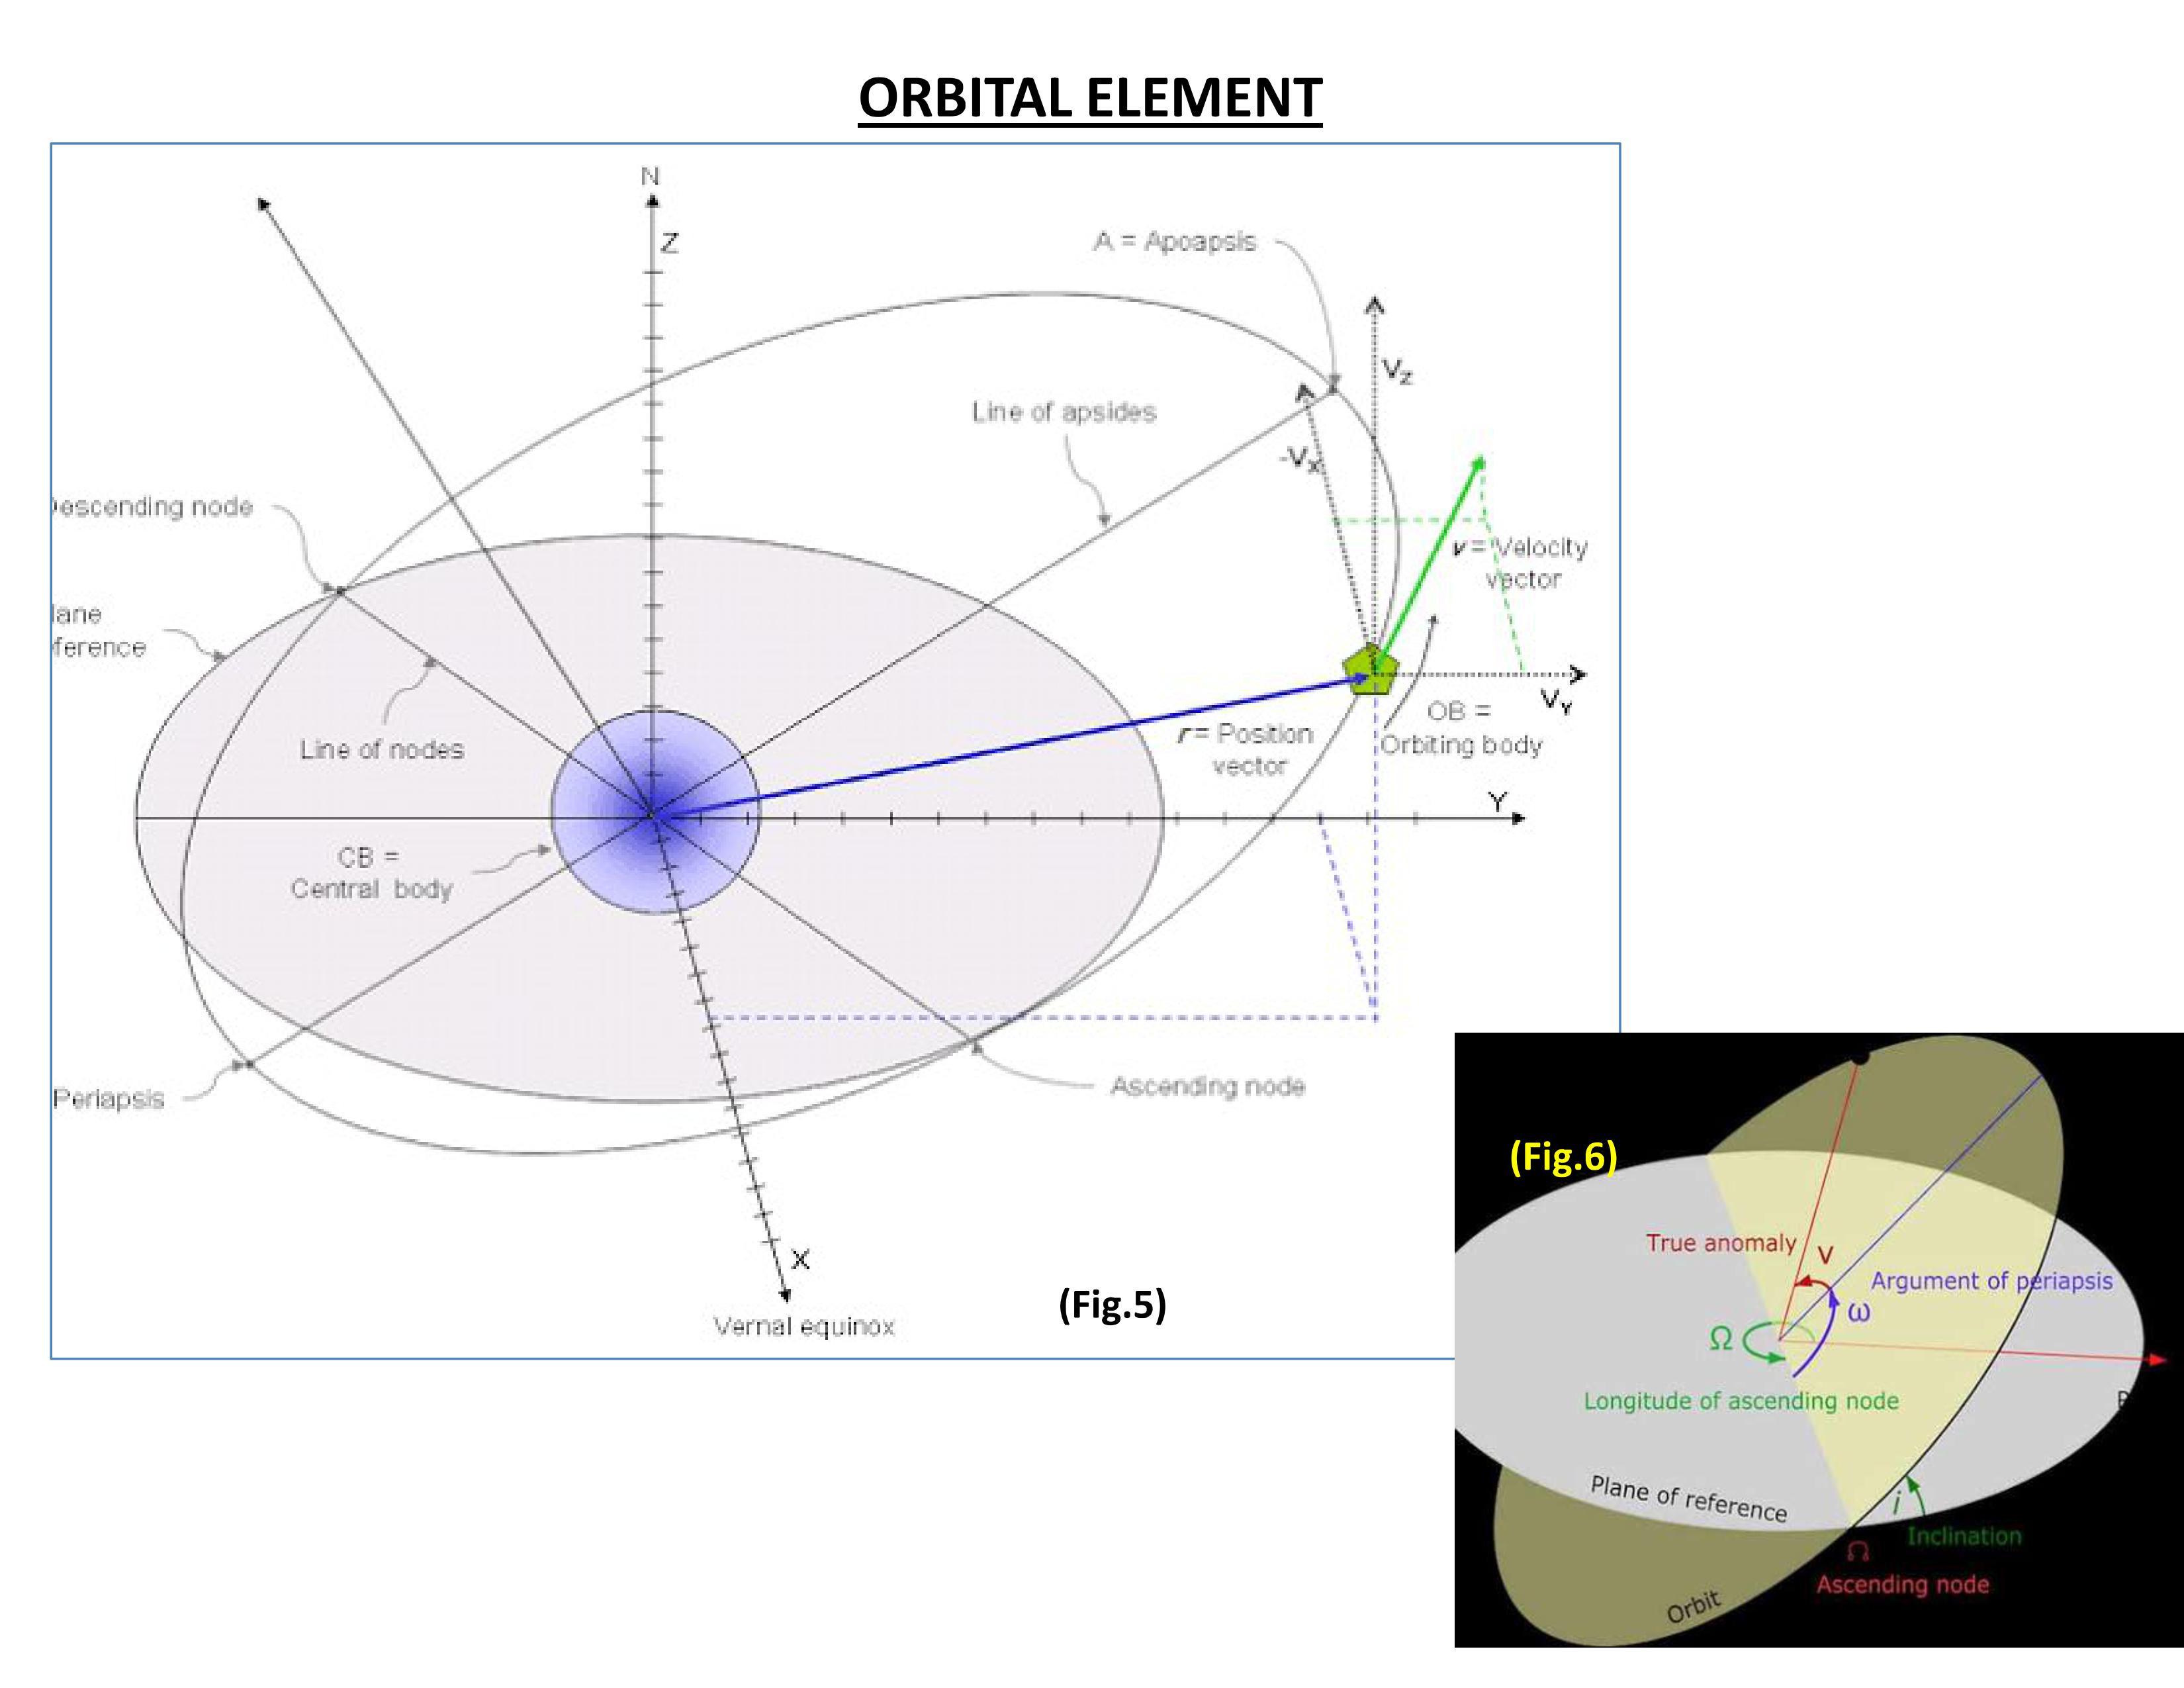 ORBITAL ELEMENT
N
Z
A = Apoapsis
Vz
Line of apsides
-Vx
escending node
v = Velocity
vector
lane
ference
OB =
Orbiting body
VY
r = Position
vector
Line of nodes
Y
CB =
Central body
Ascending node
Periapsis
X
Vernal equinox
(Fig.5)
(Fig.6)
True anomaly
ν
Argument of periapsis
ω
Ω
Longitude of ascending node
Plane of reference
i
Inclination
☊
Ascending node
Orbit